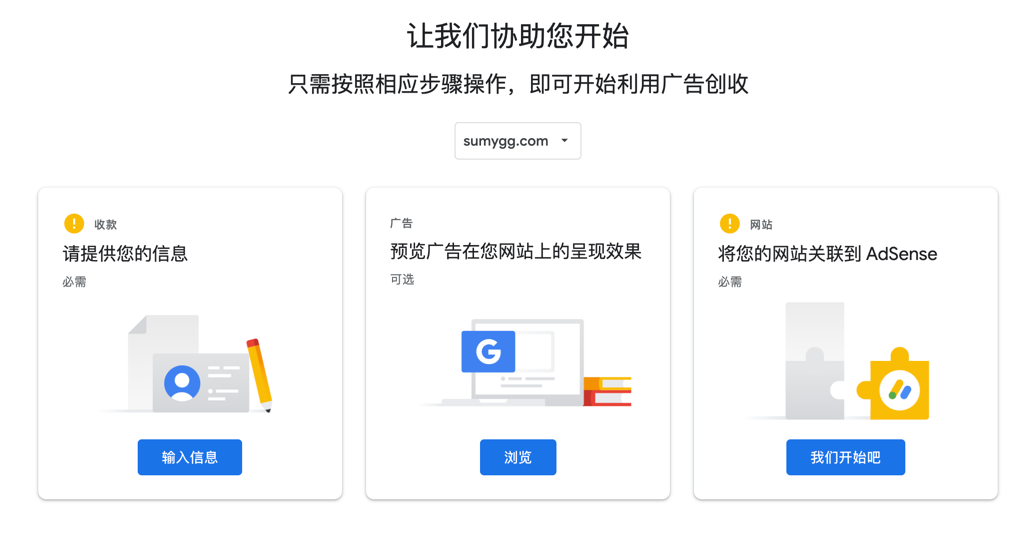 让我们协助您开始
只需按照相应步骤操作，即可开始利用广告创收
sumygg.com
收款
请提供您的信息
必需
输入信息
广告
预览广告在您网站上的呈现效果
可选
G
浏览
网站
将您的网站关联到 AdSense
必需
我们开始吧